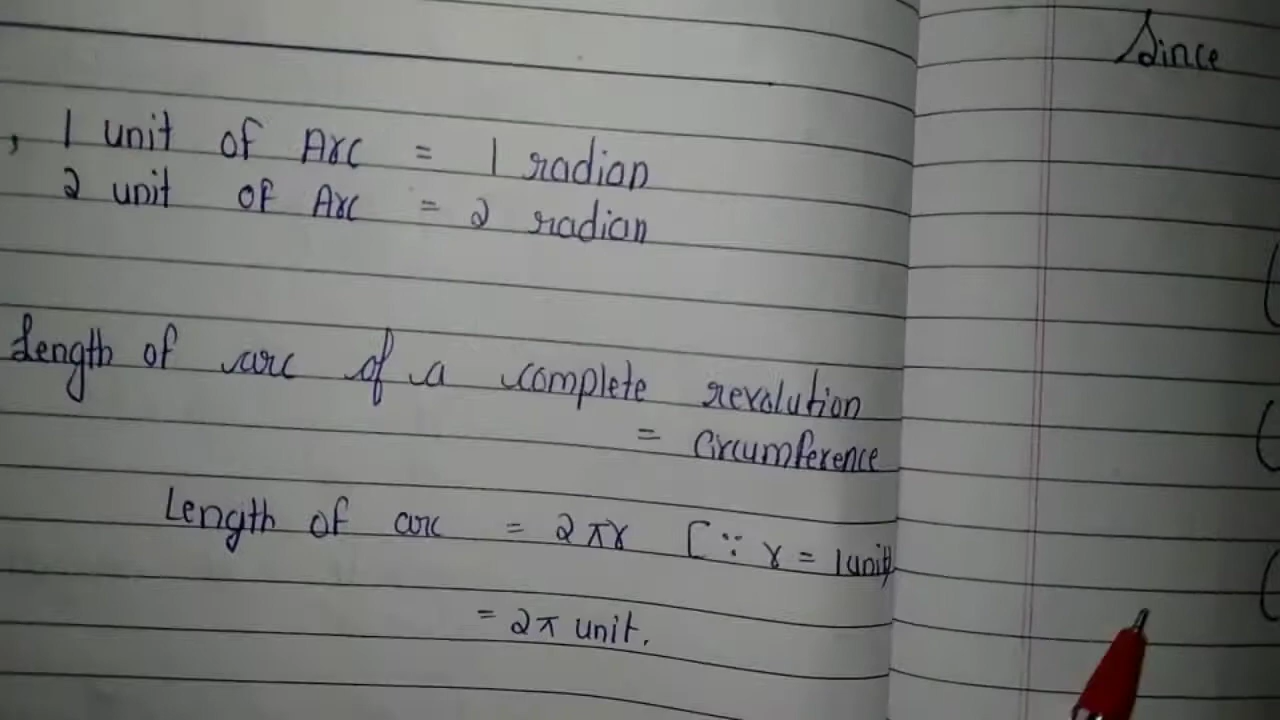 , 1 unit of Arc = 1 radian
2 unit of Arc = 2 radian
Length of arc of a complete revolution
= Circumference
Length of arc = 2πr [∵ r = 1unit]
= 2π unit.
Since
(
(
(